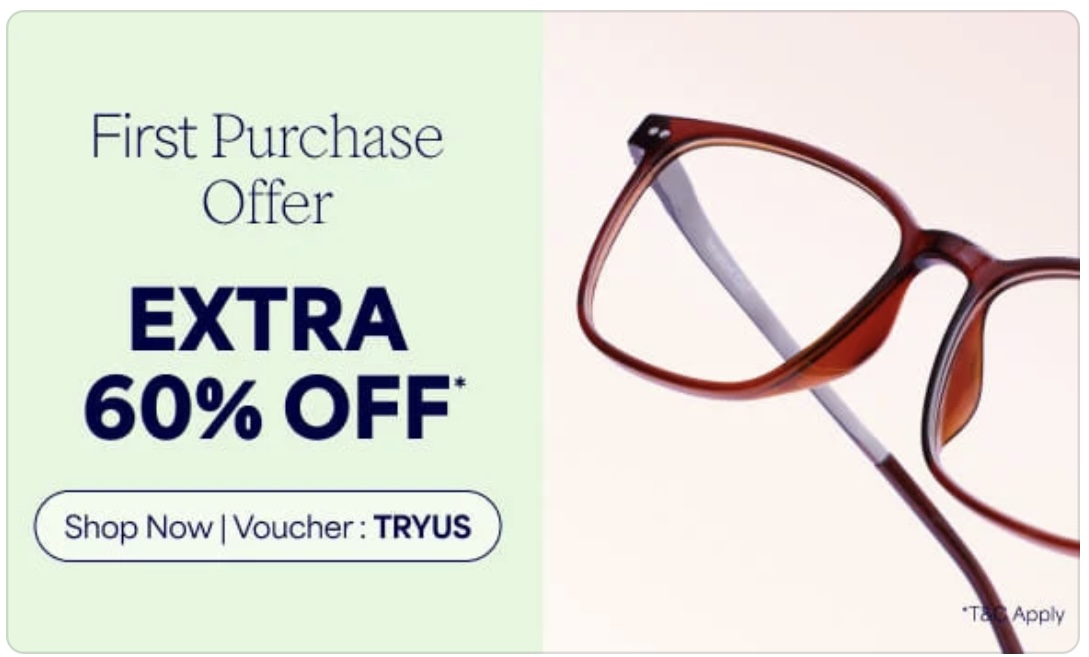 First Purchase
Offer
EXTRA
60% OFF*
Shop Now | Voucher : TRYUS
*T&C Apply